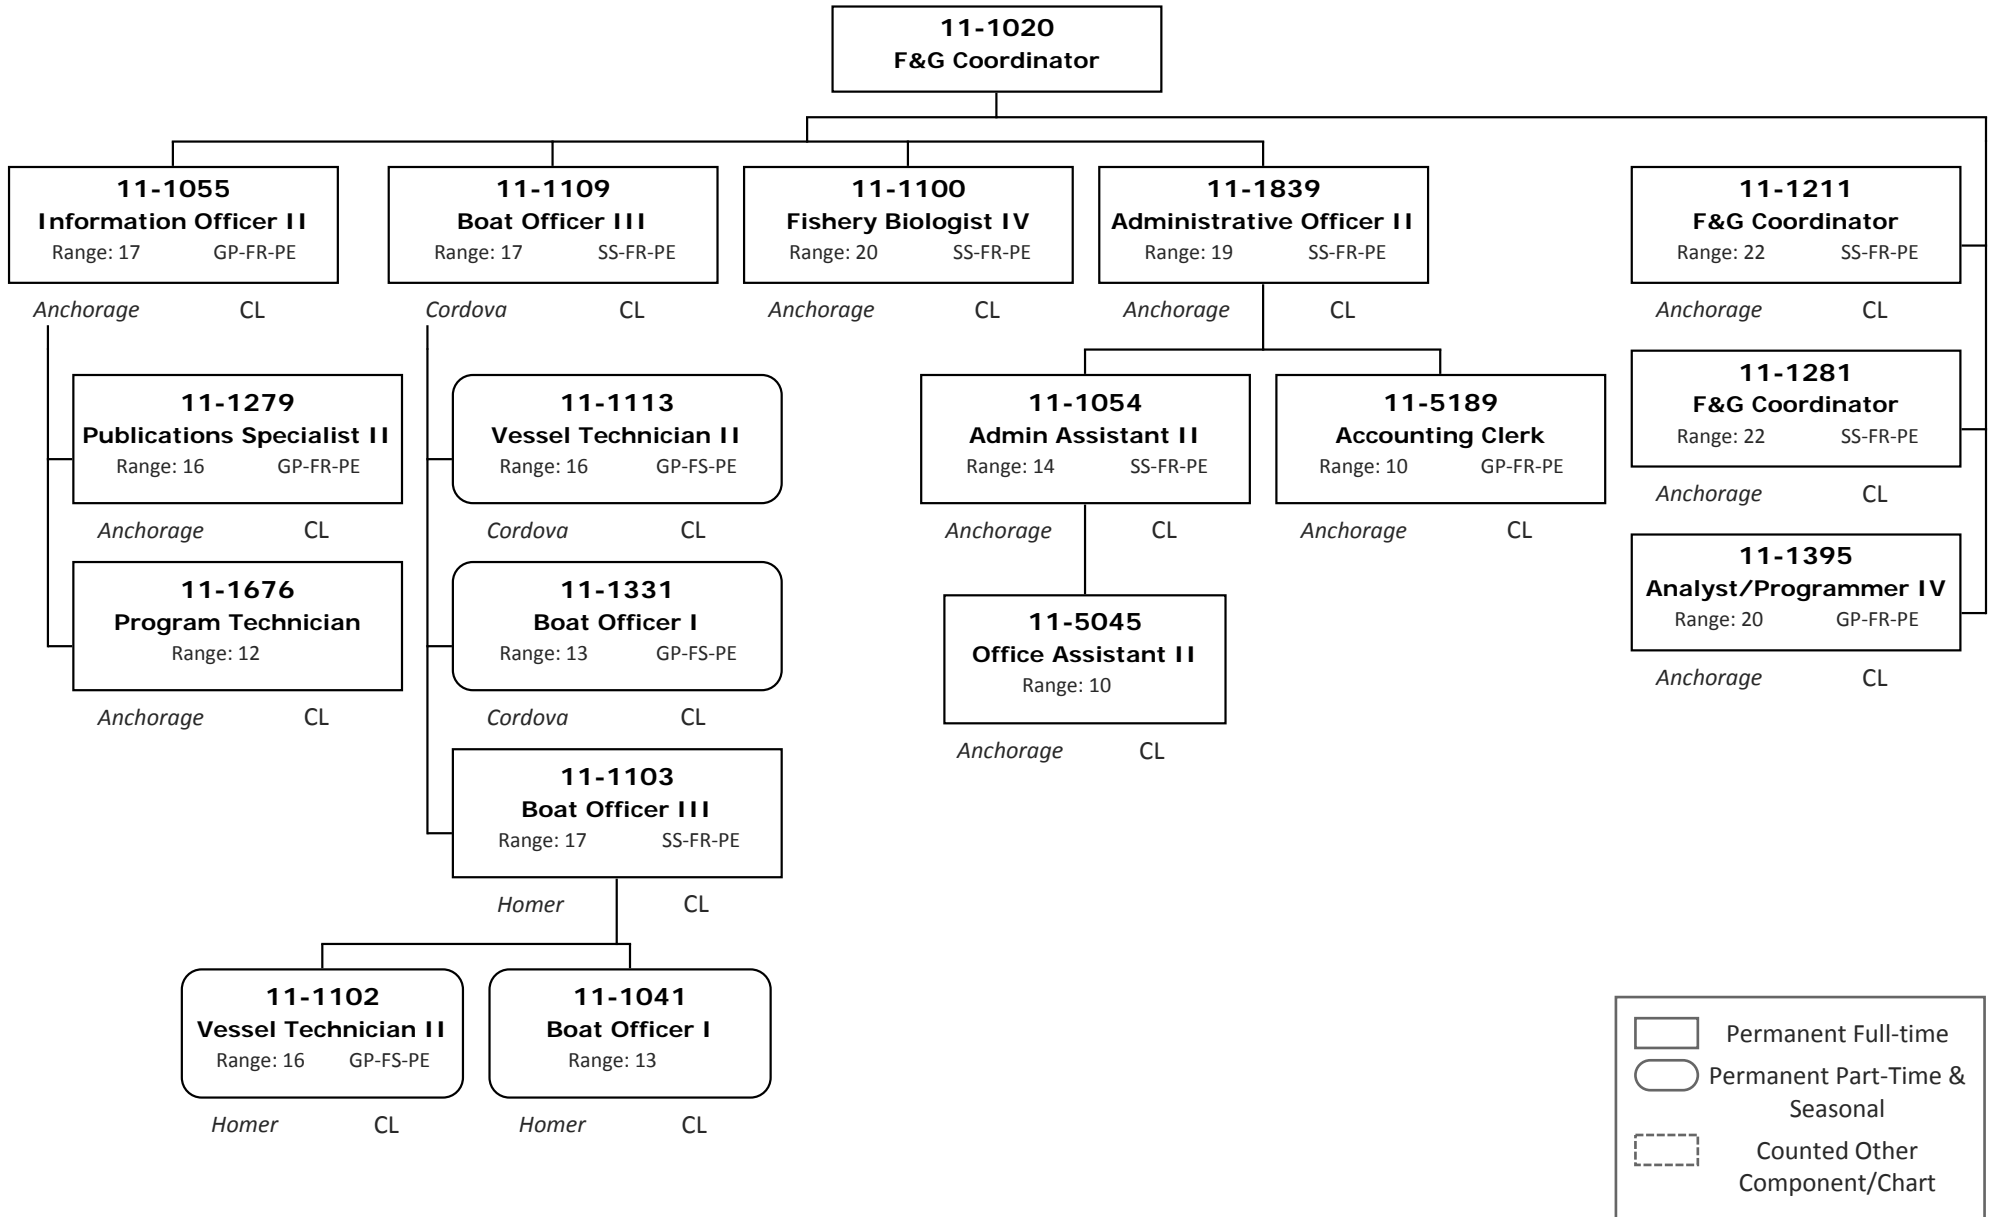 11-1020
F&G Coordinator
11-1055
Information Officer II
Range: 17 GP-FR-PE
Anchorage CL
11-1109
Boat Officer III
Range: 17 SS-FR-PE
Cordova CL
11-1100
Fishery Biologist IV
Range: 20 SS-FR-PE
Anchorage CL
11-1839
Administrative Officer II
Range: 19 SS-FR-PE
Anchorage CL
11-1211
F&G Coordinator
Range: 22 SS-FR-PE
Anchorage CL
11-1279
Publications Specialist II
Range: 16 GP-FR-PE
Anchorage CL
11-1113
Vessel Technician II
Range: 16 GP-FS-PE
Cordova CL
11-1054
Admin Assistant II
Range: 14 SS-FR-PE
Anchorage CL
11-5189
Accounting Clerk
Range: 10 GP-FR-PE
Anchorage CL
11-1281
F&G Coordinator
Range: 22 SS-FR-PE
Anchorage CL
11-1676
Program Technician
Range: 12
Anchorage CL
11-1331
Boat Officer I
Range: 13 GP-FS-PE
Cordova CL
11-5045
Office Assistant II
Range: 10
Anchorage CL
11-1395
Analyst/Programmer IV
Range: 20 GP-FR-PE
Anchorage CL
11-1103
Boat Officer III
Range: 17 SS-FR-PE
Homer CL
11-1102
Vessel Technician II
Range: 16 GP-FS-PE
Homer CL
11-1041
Boat Officer I
Range: 13
Homer CL
Permanent Full-time
Permanent Part-Time &
Seasonal
Counted Other
Component/Chart